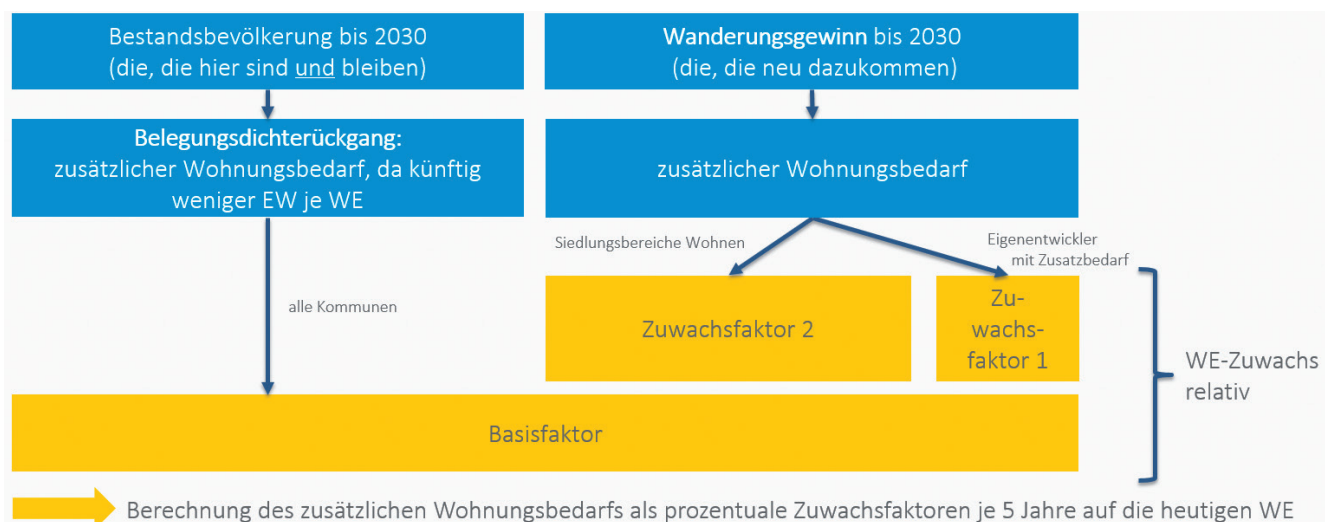 Bestandsbevölkerung bis 2030
(die, die hier sind und bleiben)
Wanderungsgewinn bis 2030
(die, die neu dazukommen)
Belegungsdichterückgang:
zusätzlicher Wohnungsbedarf, da künftig
weniger EW je WE
zusätzlicher Wohnungsbedarf
Siedlungsbereiche Wohnen
Eigenentwickler
mit Zusatzbedarf
alle Kommunen
Zuwachsfaktor 2
Zu-
wachs-
faktor 1
WE-Zuwachs
relativ
Basisfaktor
Berechnung des zusätzlichen Wohnungsbedarfs als prozentuale Zuwachsfaktoren je 5 Jahre auf die heutigen WE